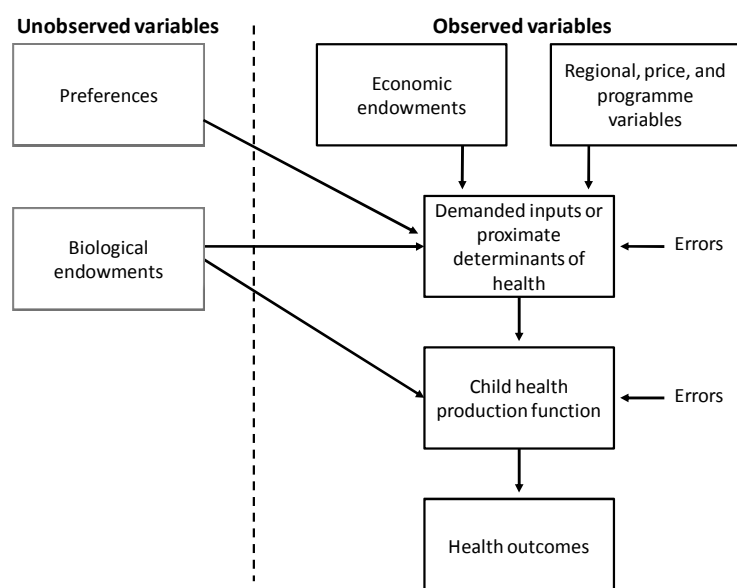 Unobserved variables
Observed variables
Preferences
Economic
endowments
Regional, price, and
programme
variables
Biological
endowments
Demanded inputs or
proximate
determinants of
health
Errors
Child health
production function
Errors
Health outcomes